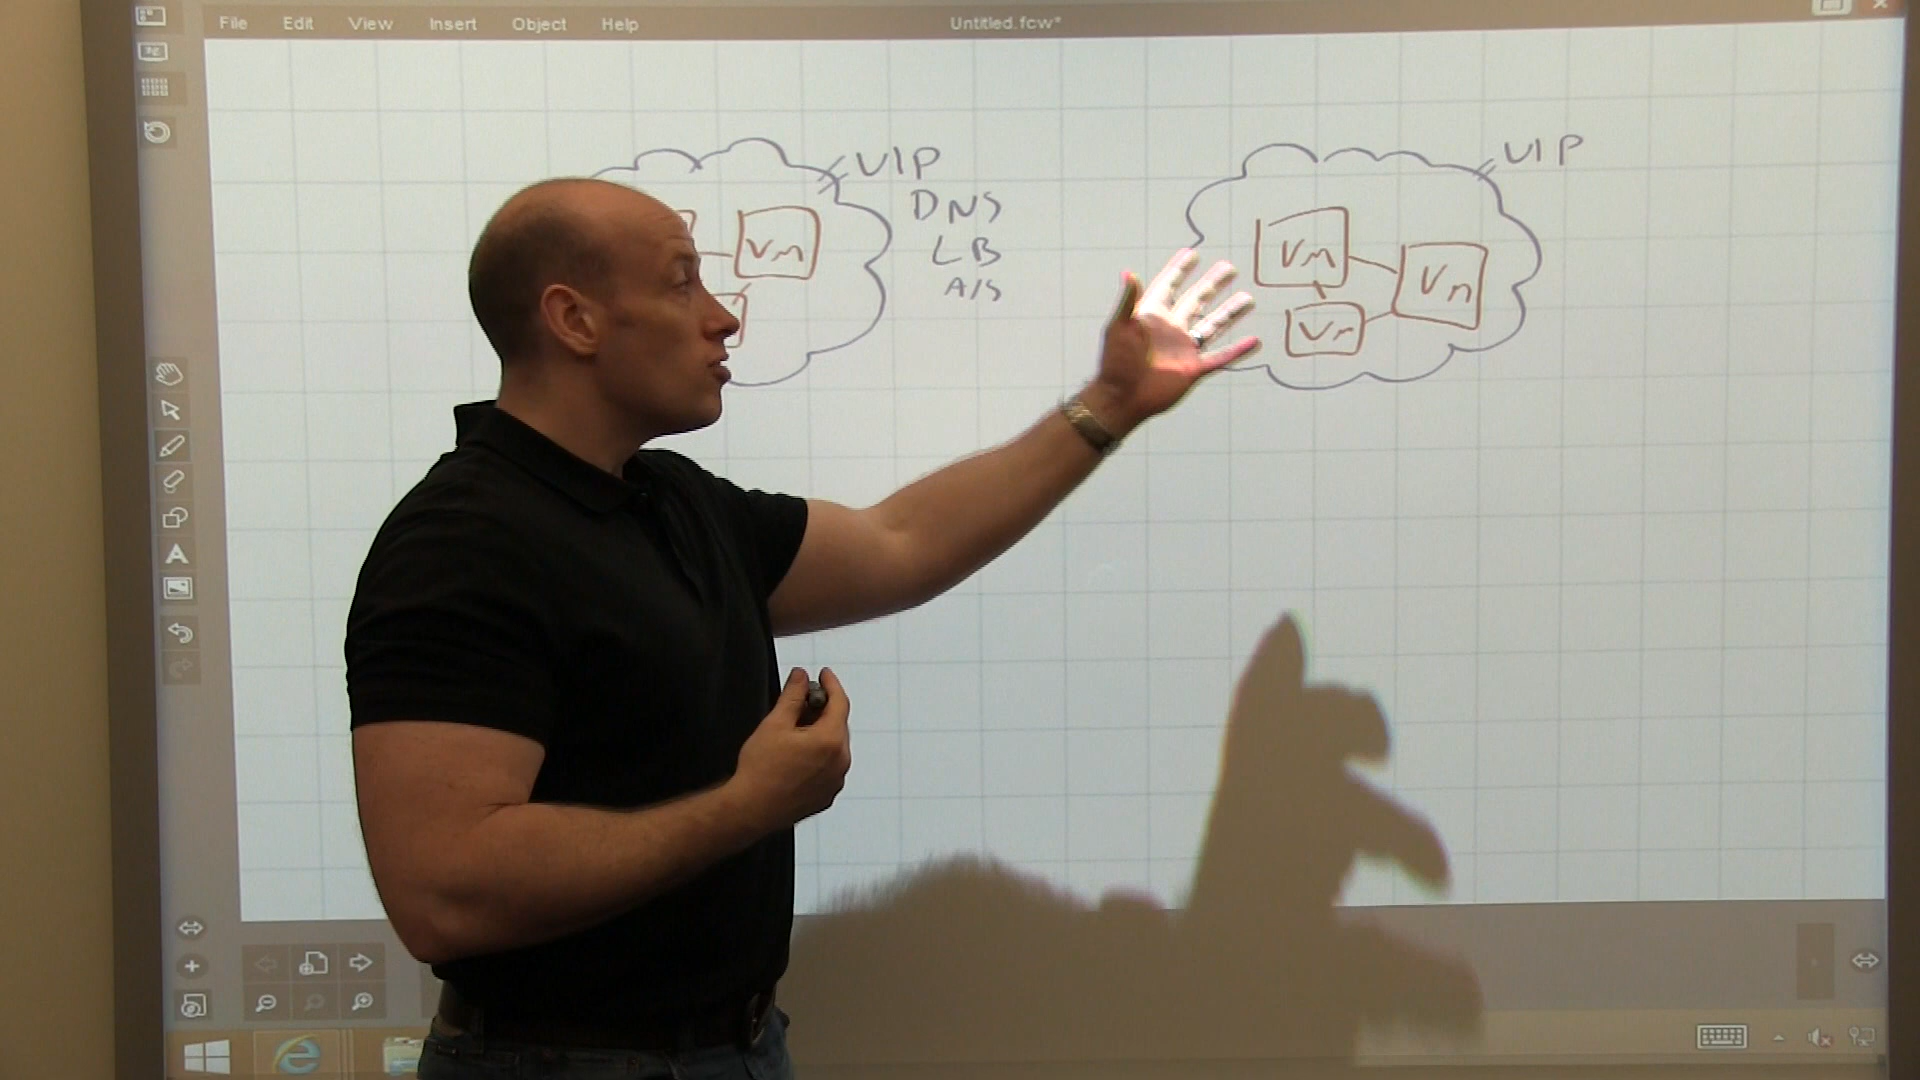 File Edit View Insert Object Help Untitled.fcw*
VIP
DNS
LB
A/S
Vm
VIP
Vm
Vm
Vm